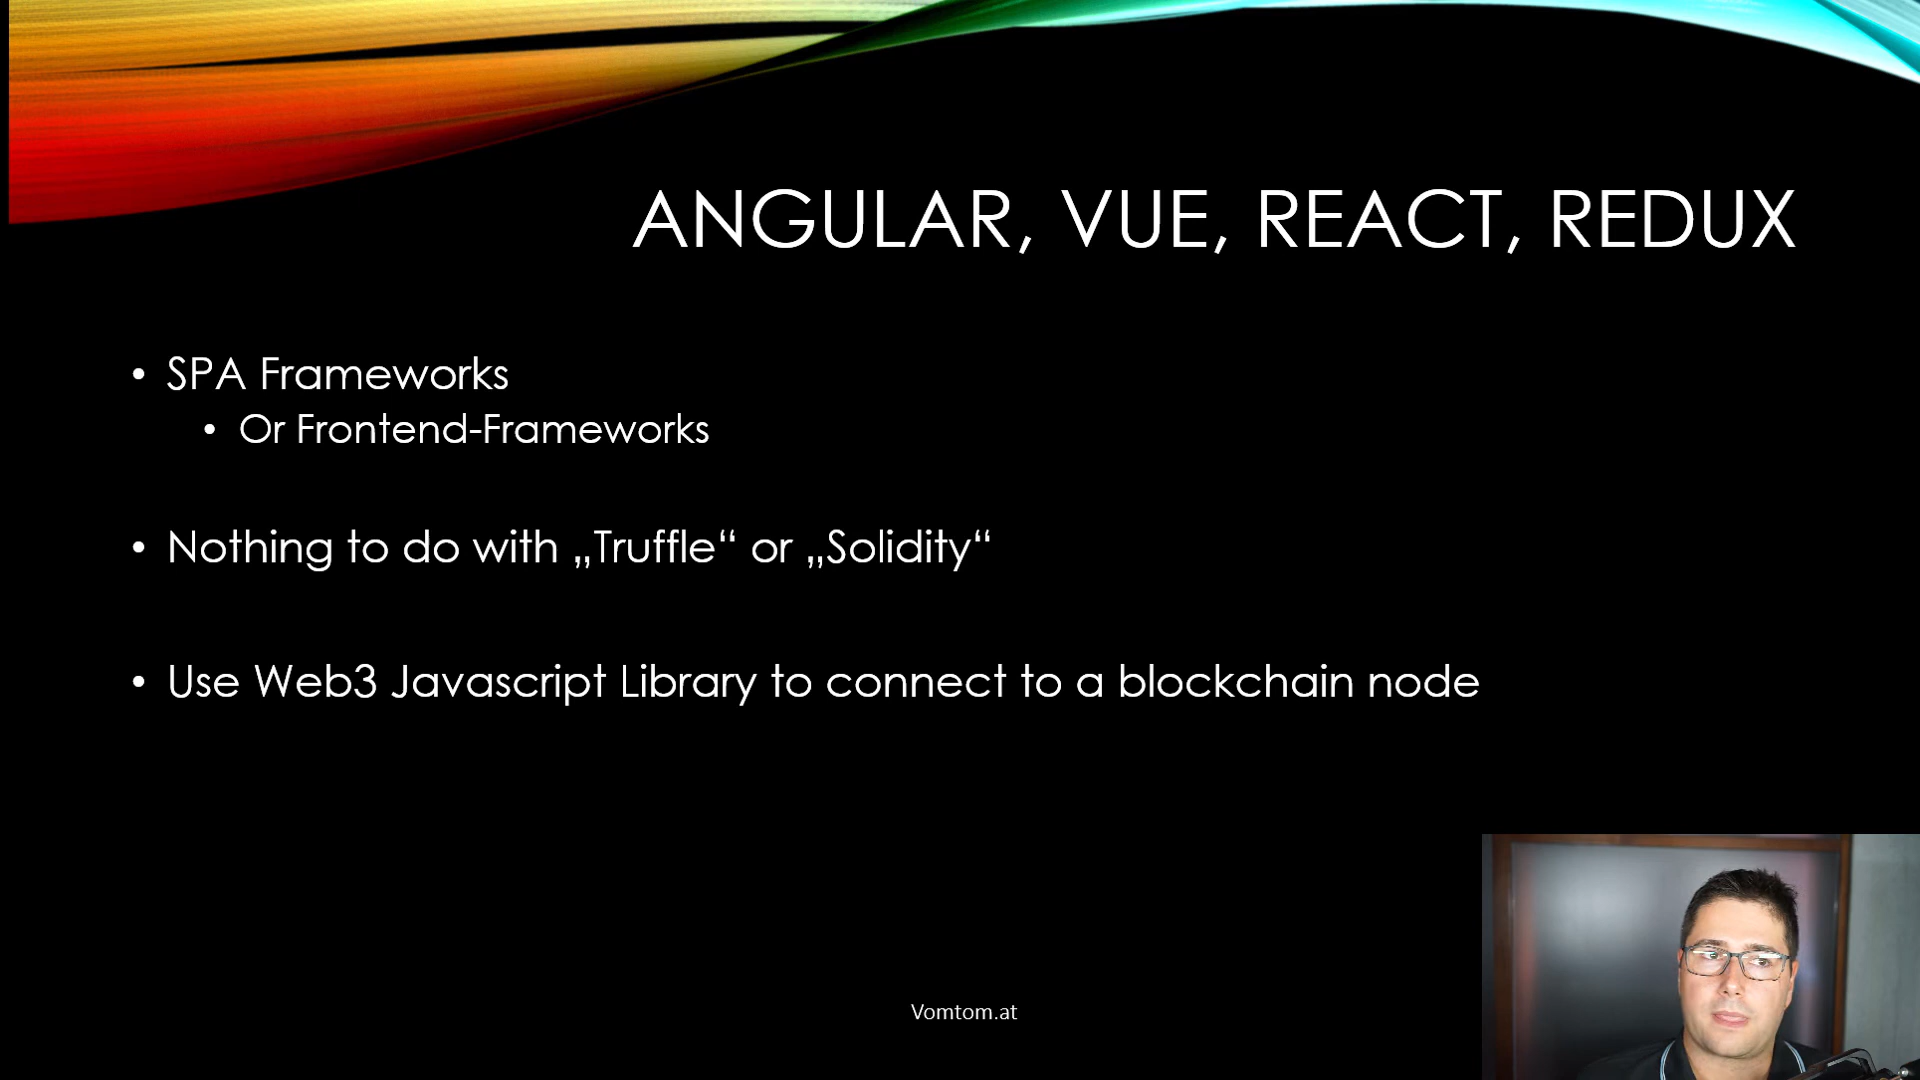 ANGULAR, VUE, REACT, REDUX
• SPA Frameworks
• Or Frontend-Frameworks
• Nothing to do with „Truffle“ or „Solidity“
• Use Web3 Javascript Library to connect to a blockchain node
Vomtom.at